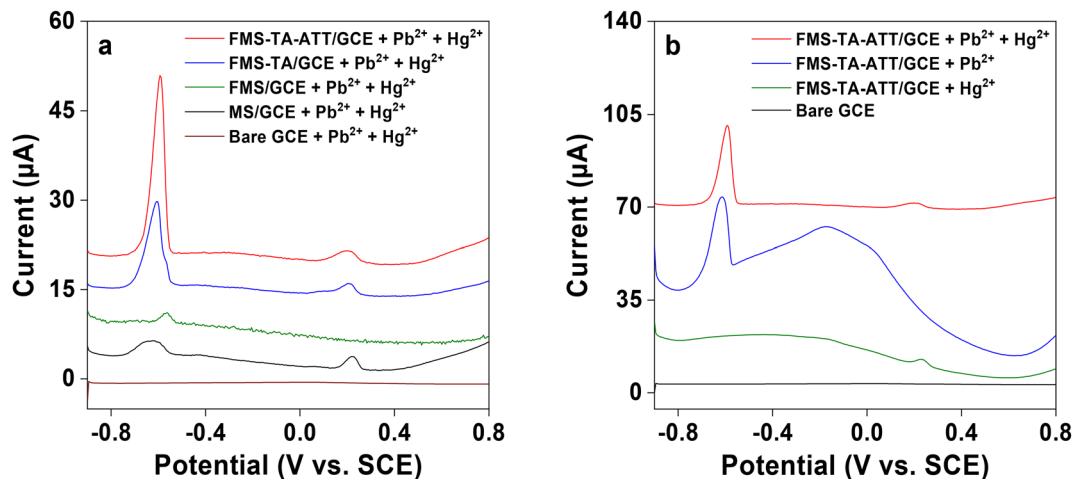 a
FMS-TA-ATT/GCE + Pb²⁺ + Hg²⁺
FMS-TA/GCE + Pb²⁺ + Hg²⁺
FMS/GCE + Pb²⁺ + Hg²⁺
MS/GCE + Pb²⁺ + Hg²⁺
Bare GCE + Pb²⁺ + Hg²⁺
Current (µA)
60
45
30
15
0
-0.8
-0.4
0.0
0.4
0.8
Potential (V vs. SCE)
b
FMS-TA-ATT/GCE + Pb²⁺ + Hg²⁺
FMS-TA-ATT/GCE + Pb²⁺
FMS-TA-ATT/GCE + Hg²⁺
Bare GCE
Current (µA)
140
105
70
35
0
-0.8
-0.4
0.0
0.4
0.8
Potential (V vs. SCE)